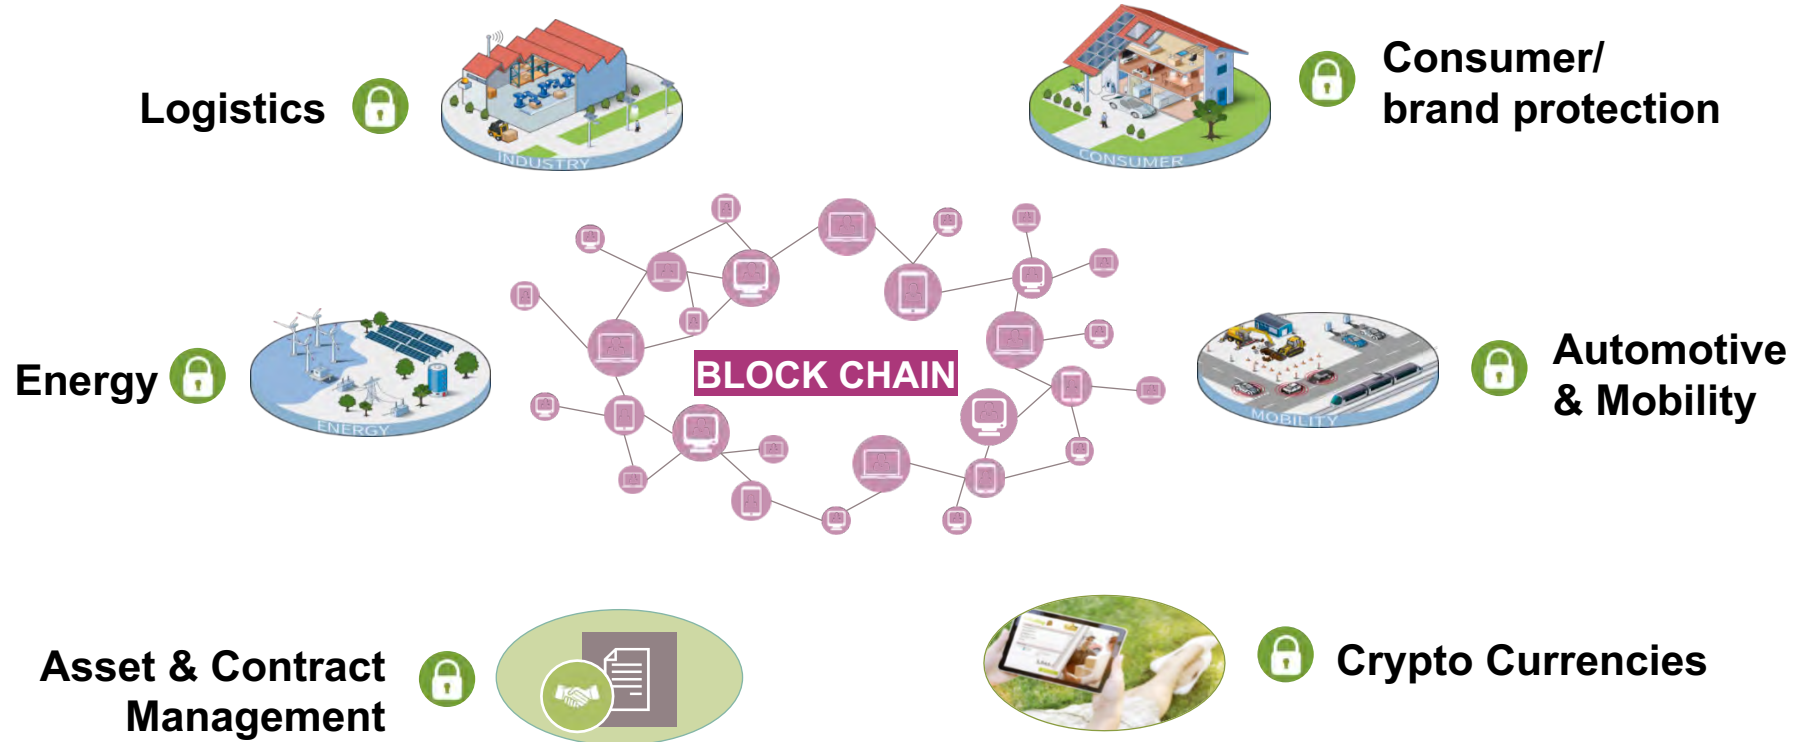 Logistics
INDUSTRY
CONSUMER
Consumer/
brand protection
Energy
ENERGY
BLOCK CHAIN
MOBILITY
Automotive
& Mobility
Asset & Contract
Management
Crypto Currencies